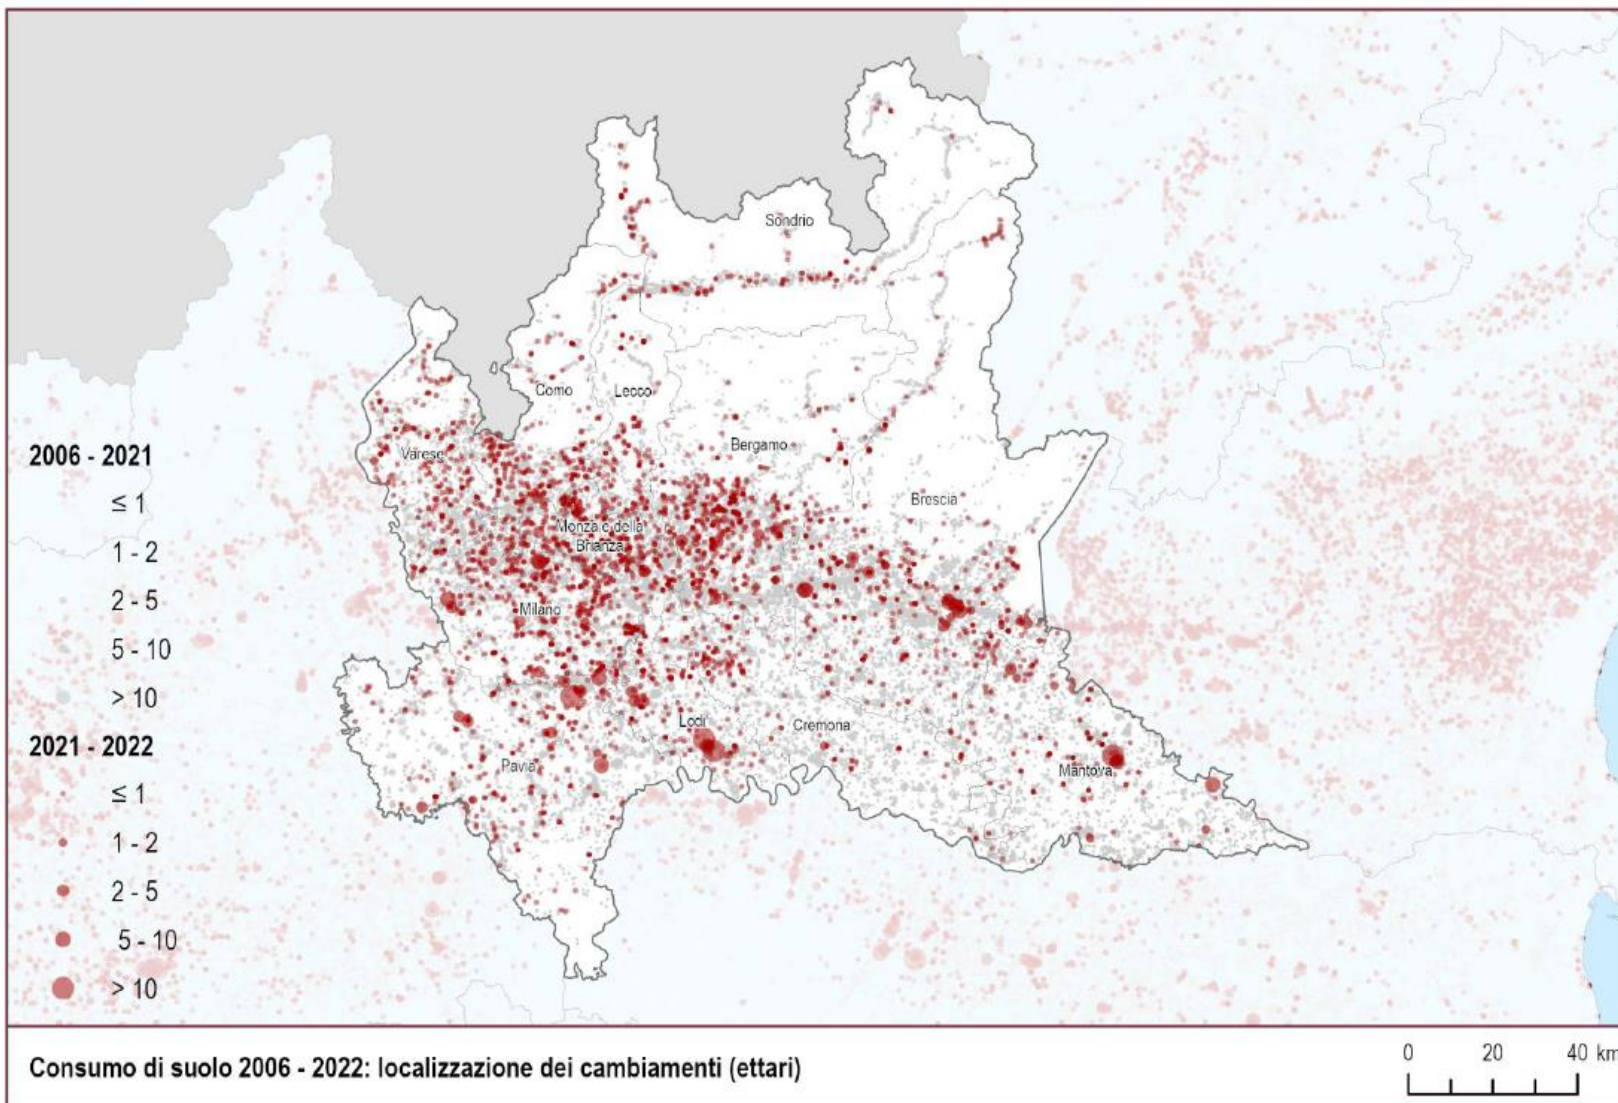 Sondrio
Como
Lecco
Varese
Bergamo
Brescia
Monza e della
Brianza
Milano
Lodi
Cremona
Pavia
Mantova
2006 - 2021
≤ 1
1 - 2
2 - 5
5 - 10
> 10
2021 - 2022
≤ 1
1 - 2
2 - 5
5 - 10
> 10
Consumo di suolo 2006 - 2022: localizzazione dei cambiamenti (ettari)
0 20 40 km